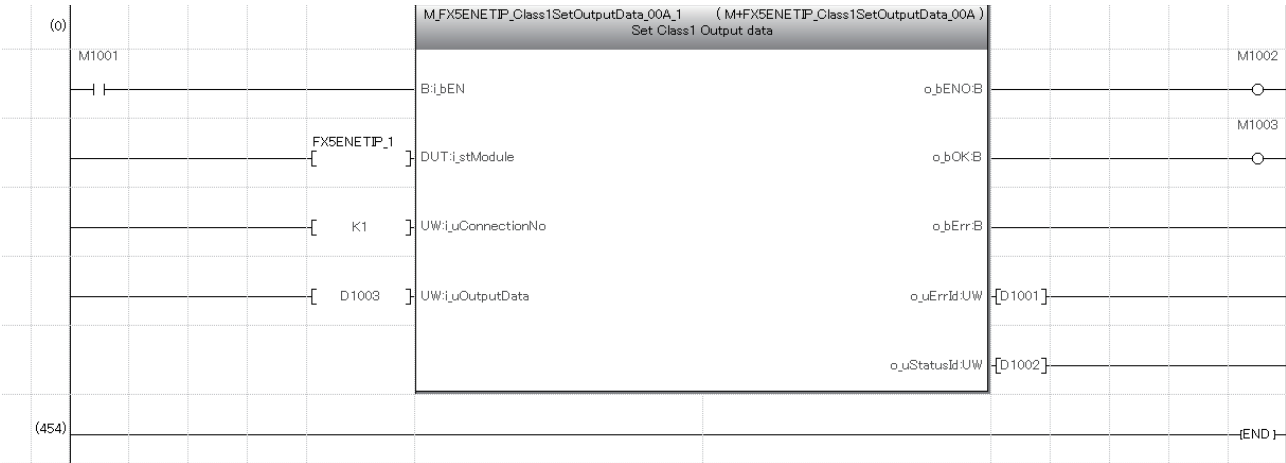 (0)
M_FX5ENETIP_Class1SetOutputData_00A_1 ( M+FX5ENETIP_Class1SetOutputData_00A )
Set Class1 Output data
M1001
M1002
B:i_bEN
o_bENO:B
M1003
FX5ENETIP_1
DUT:i_stModule
o_bOK:B
K1
UW:i_uConnectionNo
o_bErr:B
D1003
UW:i_uOutputData
o_uErrId:UW
D1001
o_uStatusId:UW
D1002
(454)
END